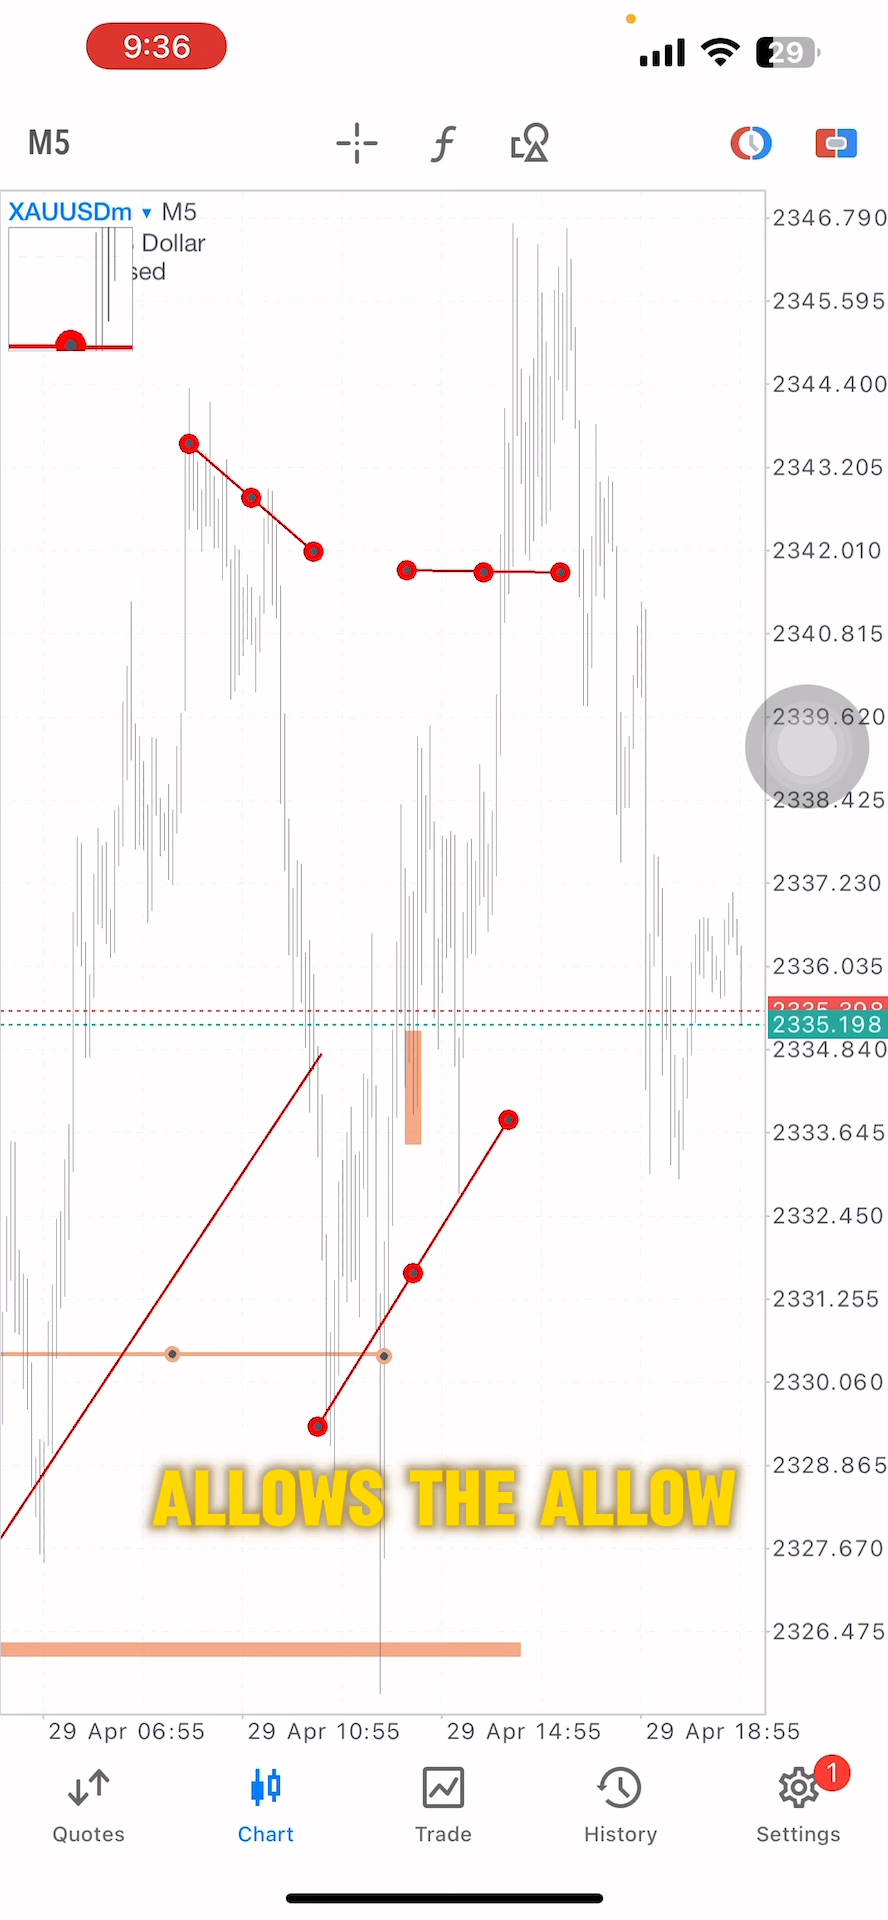 9:36
29
M5
XAUUSDm ▾ M5
Dollar
sed
2346.790
2345.595
2344.400
2343.205
2342.010
2340.815
2339.620
2338.425
2337.230
2336.035
2335.398
2335.198
2334.840
2333.645
2332.450
2331.255
2330.060
2328.865
ALLOWS THE ALLOW
2327.670
2326.475
29 Apr 06:55
29 Apr 10:55
29 Apr 14:55
29 Apr 18:55
1
Quotes
Chart
Trade
History
Settings